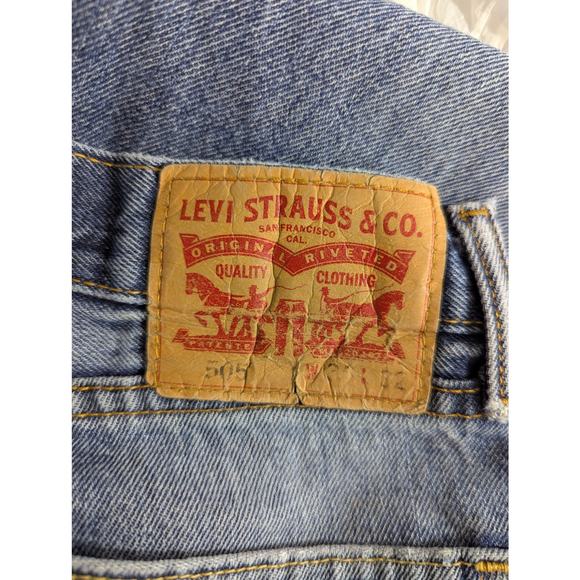 LEVI STRAUSS & CO.
SAN FRANCISCO
CAL.
ORIGINAL RIVETED
QUALITY CLOTHING
505 W